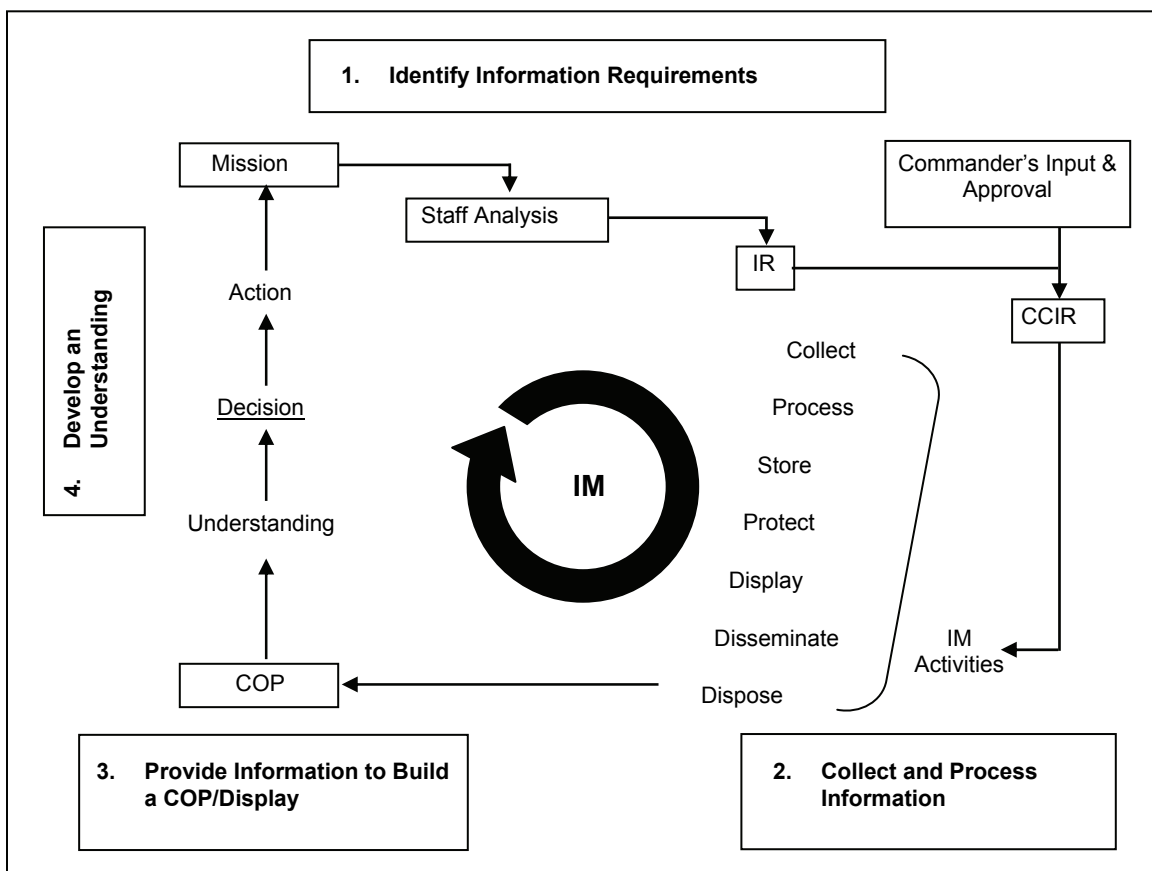 1. Identify Information Requirements
Mission
Staff Analysis
Commander's Input &
Approval
IR
CCIR
4. Develop an
Understanding
Action
Decision
Understanding
COP
IM
Collect
Process
Store
Protect
Display
Disseminate
Dispose
IM
Activities
3. Provide Information to Build
a COP/Display
2. Collect and Process
Information